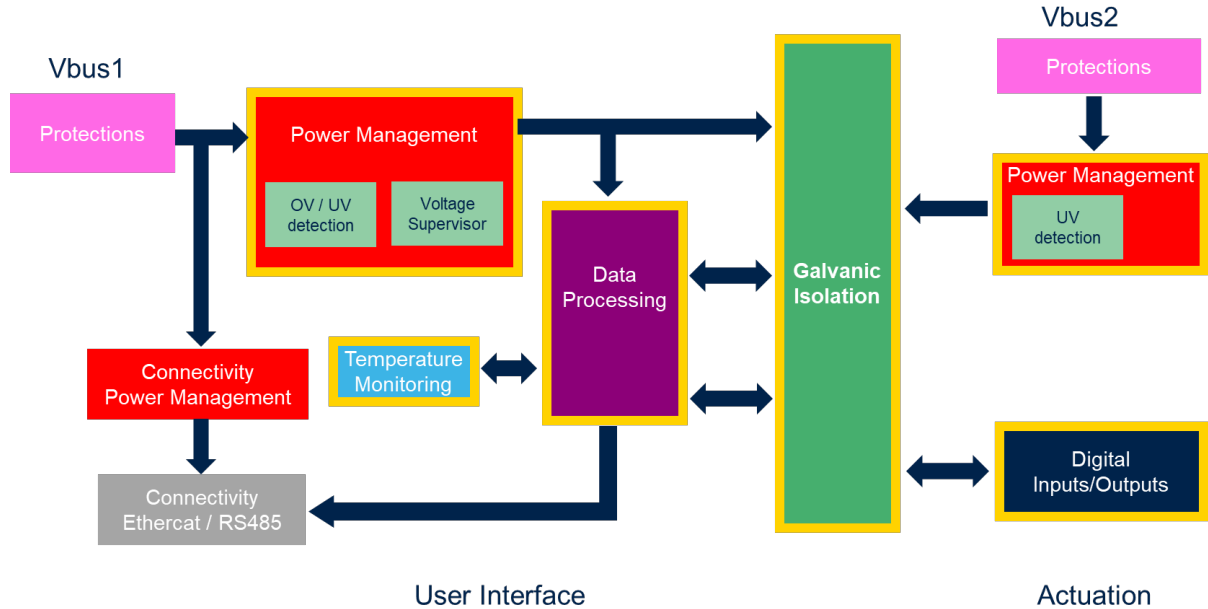 Vbus2
Vbus1
Protections
Protections
Power Management
OV / UV
detection
Voltage
Supervisor
Power Management
UV
detection
Data
Processing
Galvanic
Isolation
Temperature
Monitoring
Connectivity
Power Management
Digital
Inputs/Outputs
Connectivity
Ethercat / RS485
User Interface
Actuation